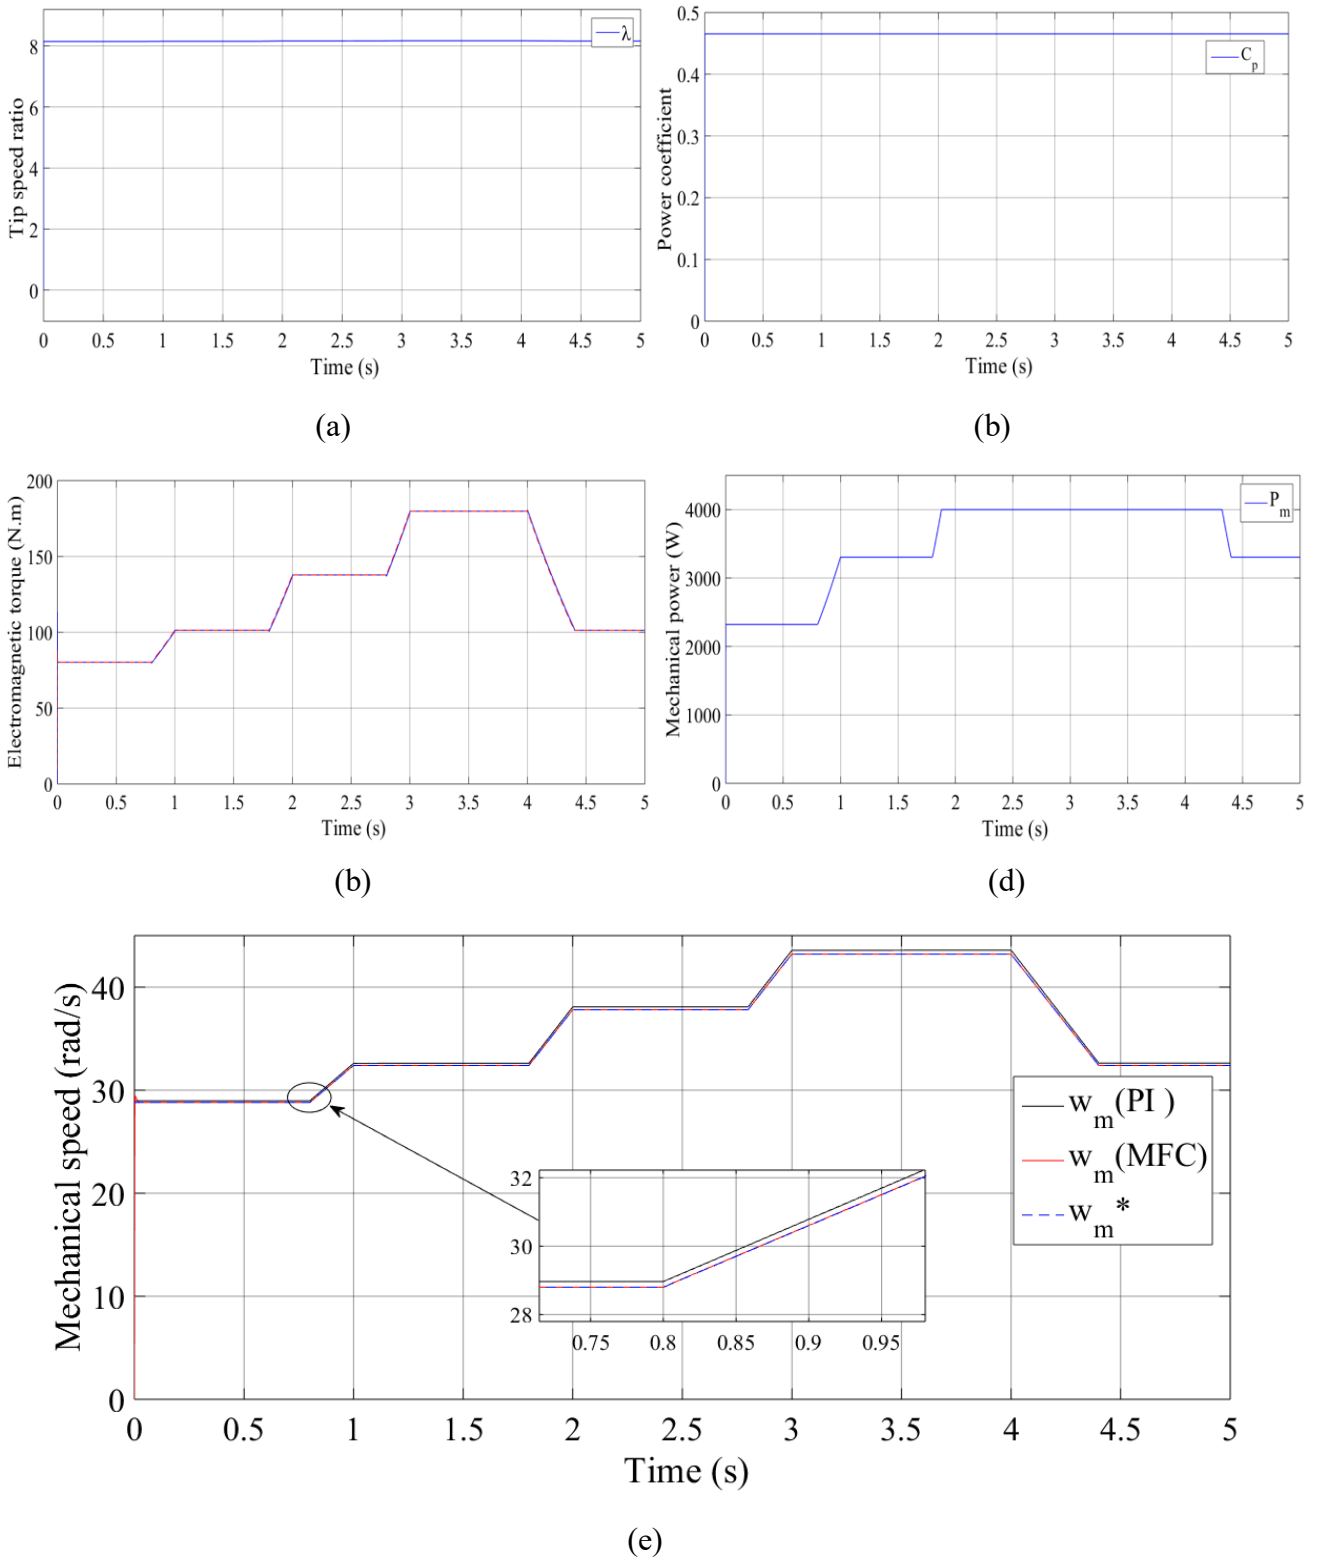 Tip speed ratio
8
6
4
2
0
λ
0 0.5 1 1.5 2 2.5 3 3.5 4 4.5 5
Time (s)
(a)
Power coefficient
0.5
0.4
0.3
0.2
0.1
0
C_p
0 0.5 1 1.5 2 2.5 3 3.5 4 4.5 5
Time (s)
(b)
Electromagnetic torque (N.m)
200
150
100
50
0
0 0.5 1 1.5 2 2.5 3 3.5 4 4.5 5
Time (s)
(b)
Mechanical power (W)
4000
3000
2000
1000
0
P_m
0 0.5 1 1.5 2 2.5 3 3.5 4 4.5 5
Time (s)
(d)
Mechanical speed (rad/s)
40
30
20
10
0
w_m(PI )
w_m(MFC)
w_m*
32
30
28
0.75 0.8 0.85 0.9 0.95
0 0.5 1 1.5 2 2.5 3 3.5 4 4.5 5
Time (s)
(e)